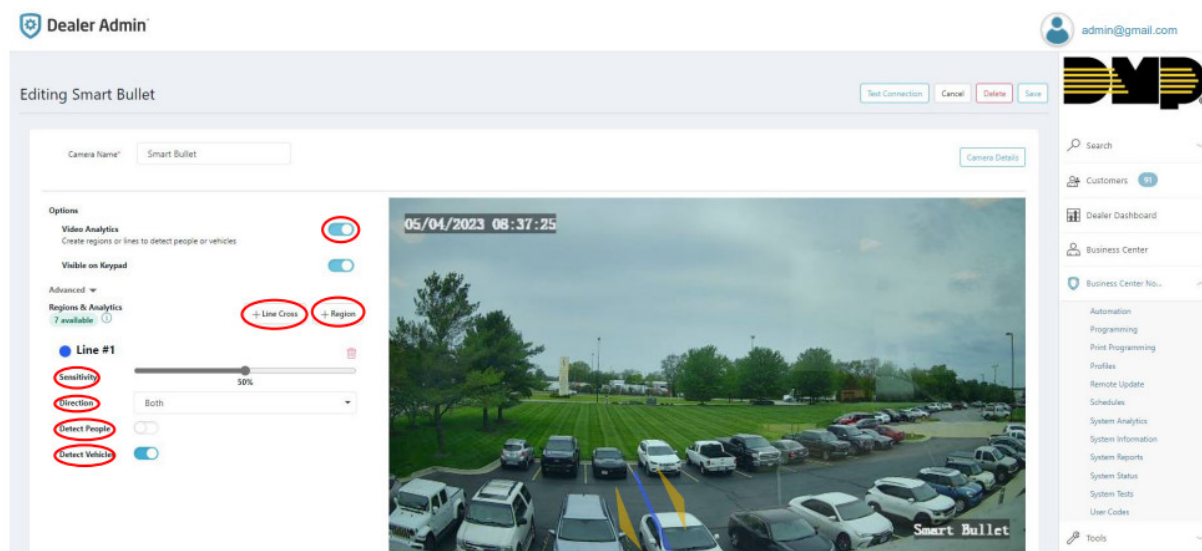 Dealer Admin
admin@gmail.com
DMP
Editing Smart Bullet
Test Connection
Cancel
Delete
Save
Camera Name*
Smart Bullet
Camera Details
Options
Video Analytics
Create regions or lines to detect people or vehicles
Visible on Keypad
Advanced
Regions & Analytics
7 available
+ Line Cross
+ Region
Line #1
Sensitivity
50%
Direction
Both
Detect People
Detect Vehicle
05/04/2023 08:37:25
Smart Bullet
Search
Customers 91
Dealer Dashboard
Business Center
Business Center No...
Automation
Programming
Print Programming
Profiles
Remote Update
Schedules
System Analytics
System Information
System Reports
System Status
System Tests
User Codes
Tools